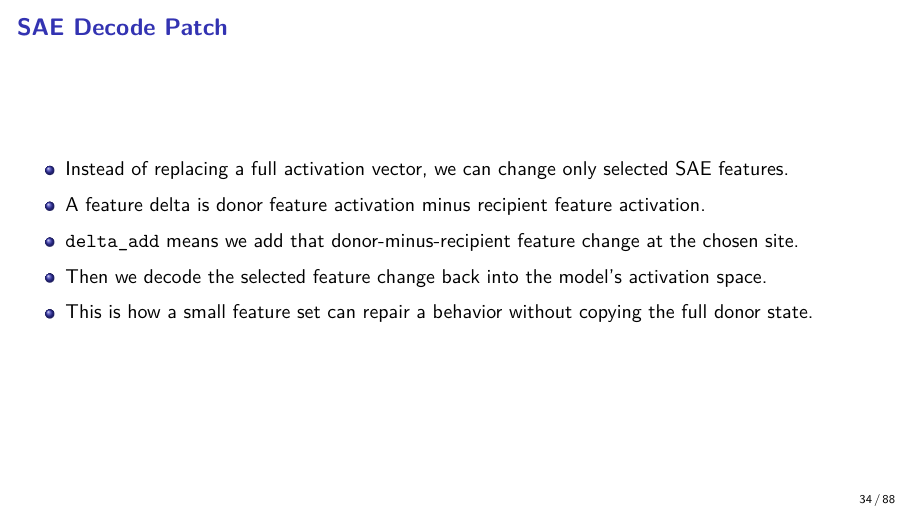 SAE Decode Patch
Instead of replacing a full activation vector, we can change only selected SAE features.
A feature delta is donor feature activation minus recipient feature activation.
delta_add means we add that donor-minus-recipient feature change at the chosen site.
Then we decode the selected feature change back into the model's activation space.
This is how a small feature set can repair a behavior without copying the full donor state.
34 / 88